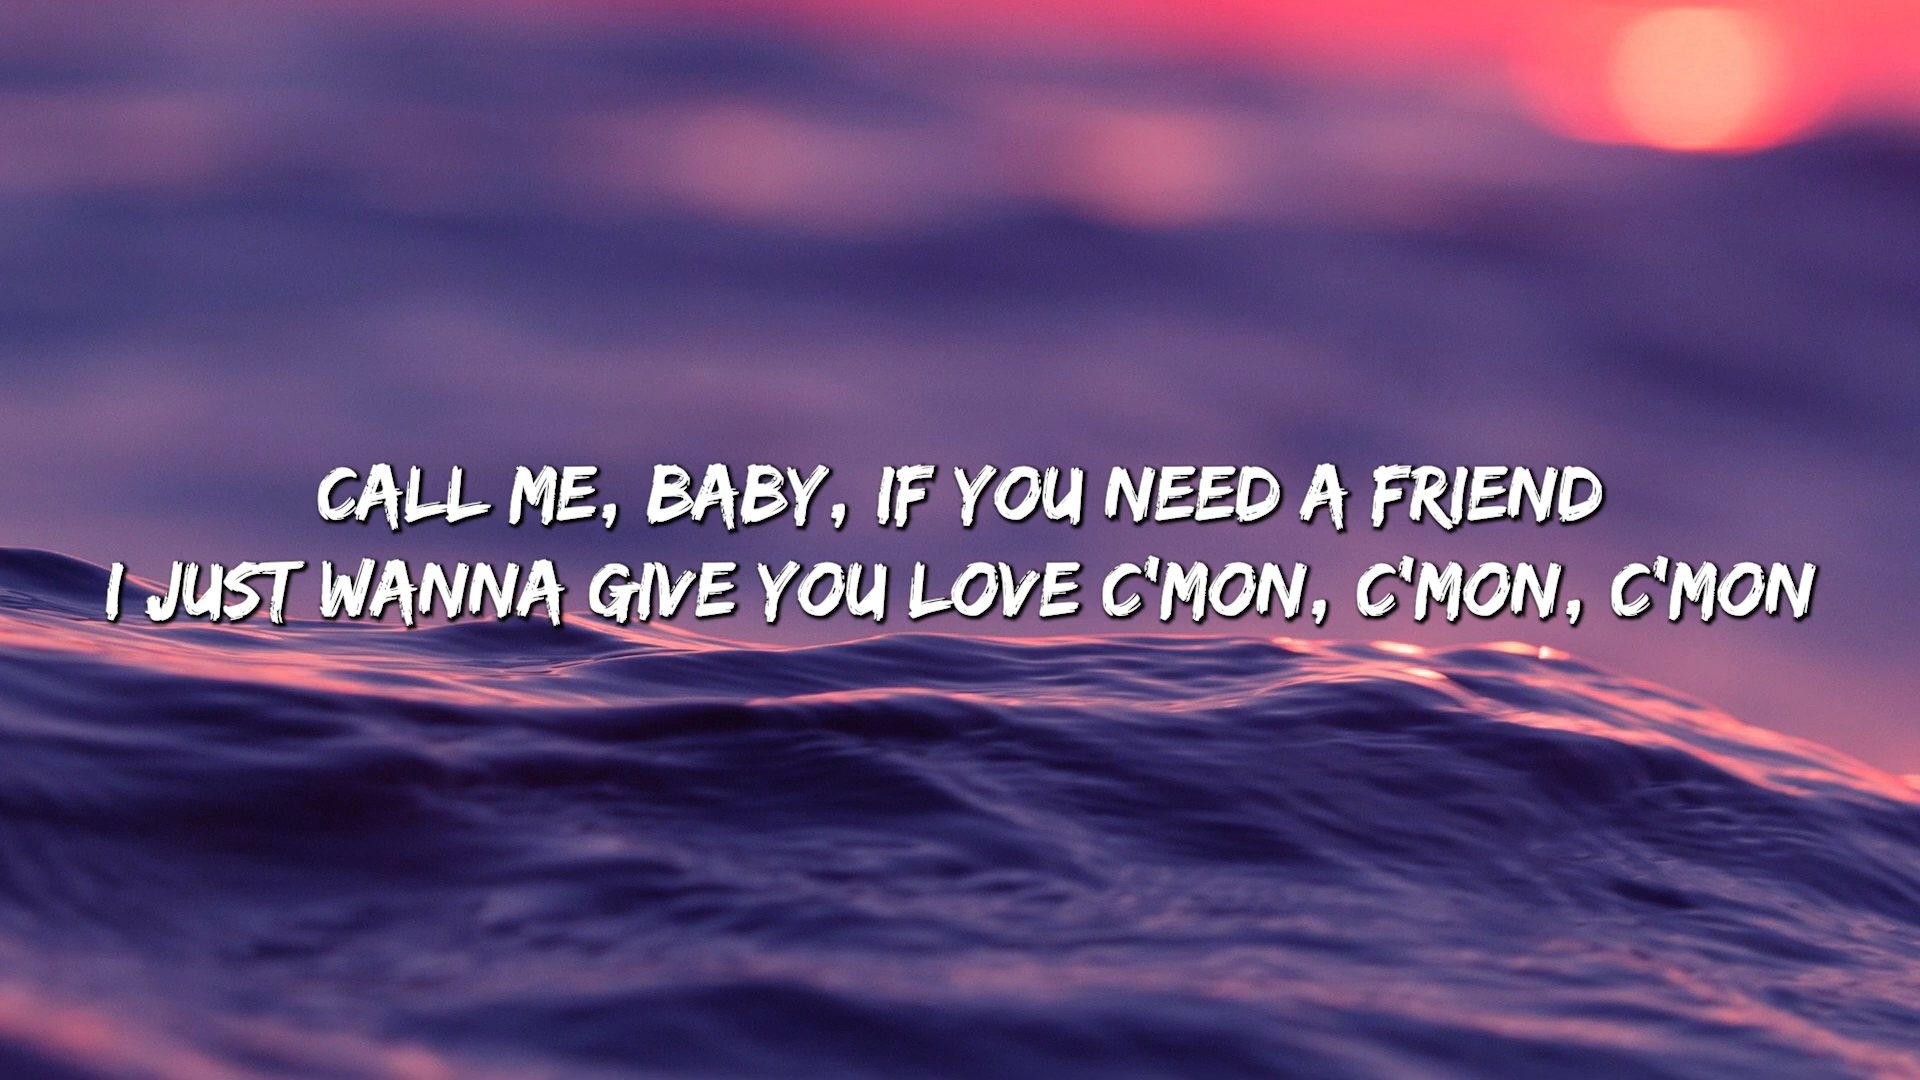 CALL ME, BABY, IF YOU NEED A FRIEND
I JUST WANNA GIVE YOU LOVE C'MON, C'MON, C'MON